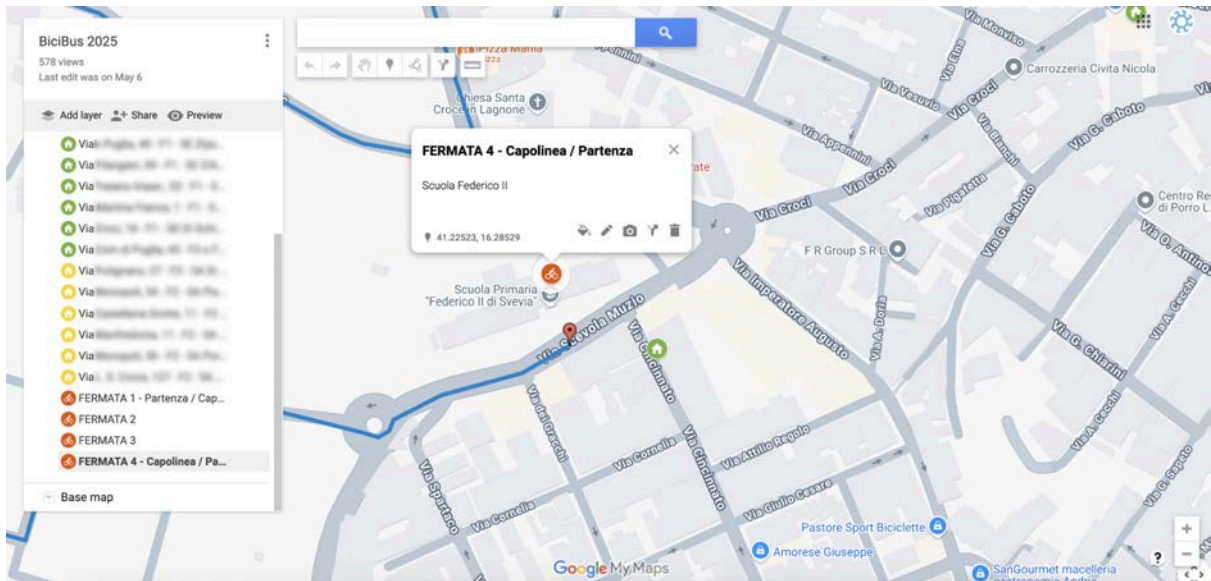 BiciBus 2025
578 views
Last edit was on May 6
Add layer
Share
Preview
Via
Via
Via
Via
Via
Via
Via
Via
Via
Via
Via
FERMATA 1 - Partenza / Cap...
FERMATA 2
FERMATA 3
FERMATA 4 - Capolinea / Pa...
Base map
Pizza Mania
Chiesa Santa
Croce in Lagnone
FERMATA 4 - Capolinea / Partenza
Scuola Federico II
41.22523, 16.28529
Scuola Primaria
"Federico II di Svevia"
Via Scevola Muzio
Via Cincinnato
Via Cincinnato
Via dei Gracchi
Via Cornelia
Via Cornelia
Via Spartaco
Via Attilio Regolo
Via Giulio Cesare
Via Imperatore Augusto
Via Appennini
Via Monviso
Via Etna
Via Vesuvio
Via Croci
Via Croci
Via Croci
Via Bianchi
Via Pigafetta
Via G. Caboto
Via G. Caboto
Via G. Caboto
Carrozzeria Civita Nicola
Centro Re
di Porro L.
F R Group S R L
Via A. Doria
Via O. Antino
Via A. Cecchi
Via A. Cecchi
Via G. Chiarini
Via G. Sapeto
Pastore Sport Biciclette
Amorese Giuseppe
SanGourmet macelleria
gastronomia Andria
Google My Maps
?